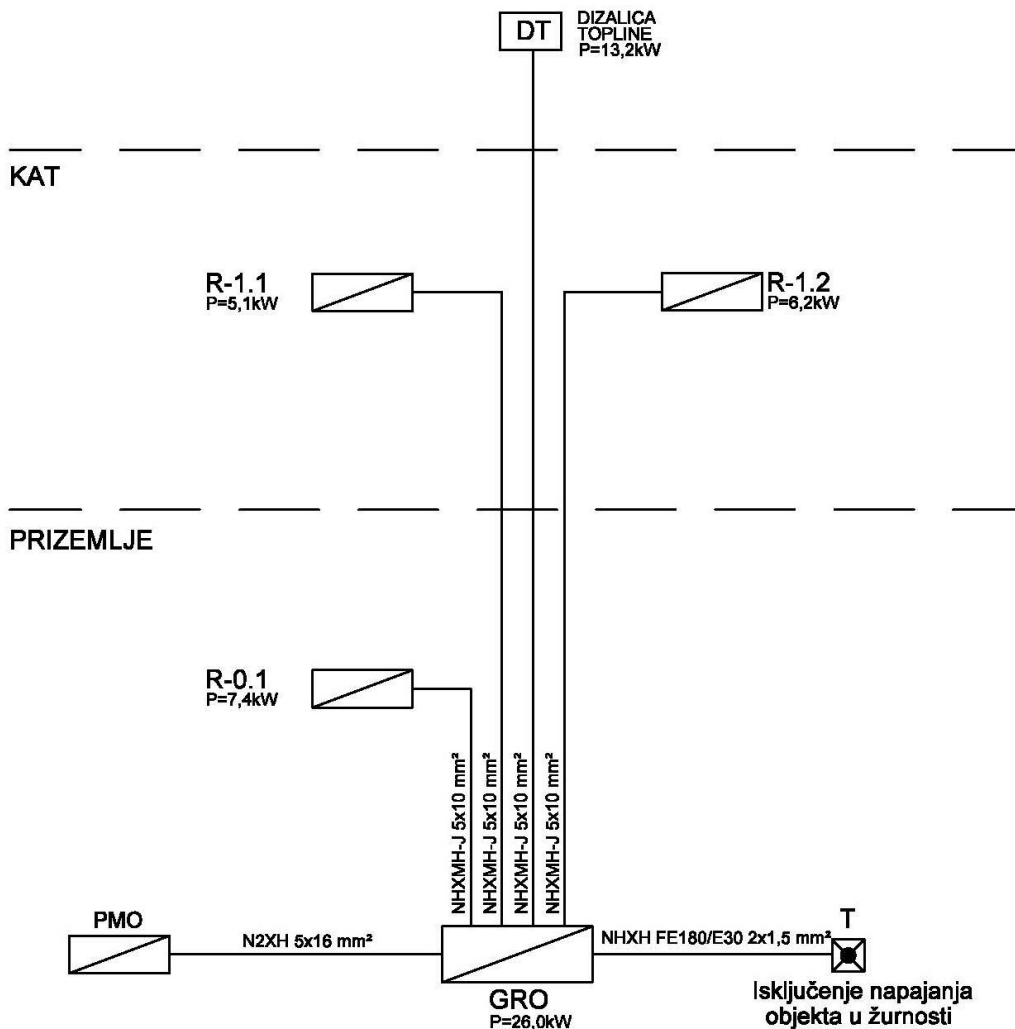 DT
DIZALICA
TOPLINE
P=13,2kW
KAT
R-1.1
P=5,1kW
R-1.2
P=6,2kW
PRIZEMLJE
R-0.1
P=7,4kW
NHXMH-J 5x10 mm²
NHXMH-J 5x10 mm²
NHXMH-J 5x10 mm²
NHXMH-J 5x10 mm²
PMO
N2XH 5x16 mm²
GRO
P=26,0kW
NHXH FE180/E30 2x1,5 mm²
T
Isključenje napajanja
objekta u žurnosti